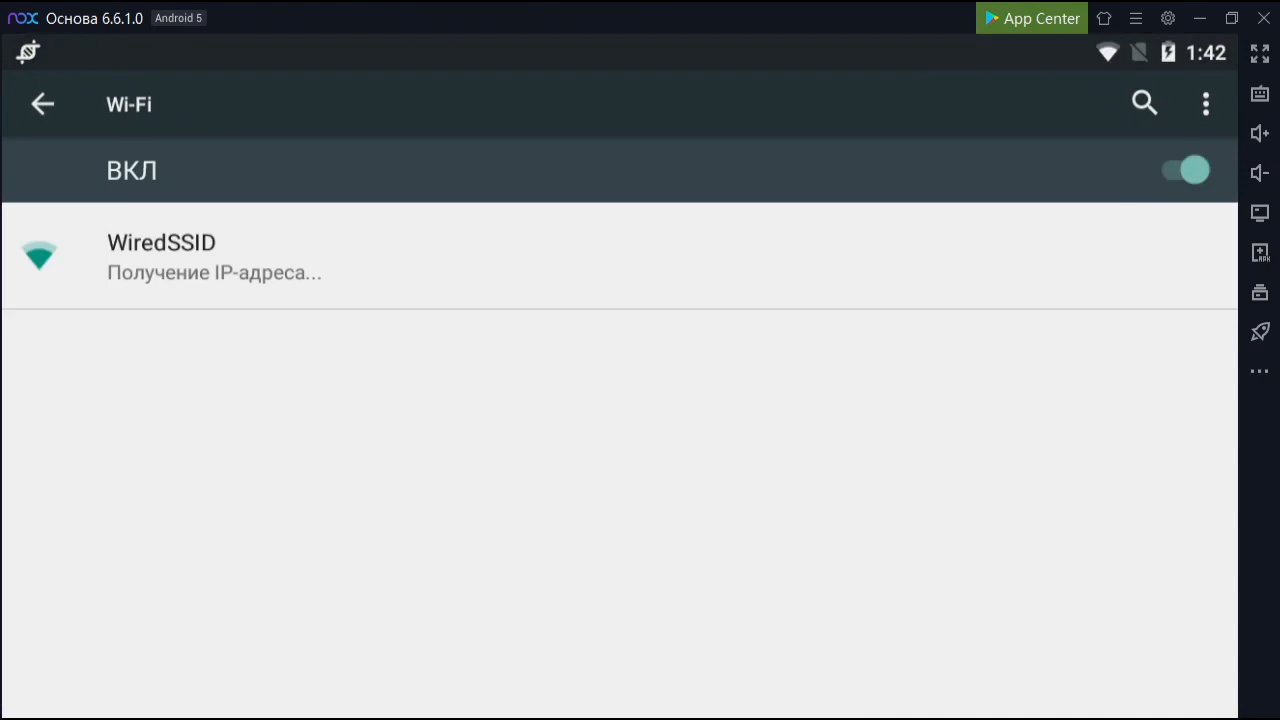 nox Основа 6.6.1.0 Android 5 App Center
1:42
Wi-Fi
ВКЛ
WiredSSID
Получение IP-адреса...